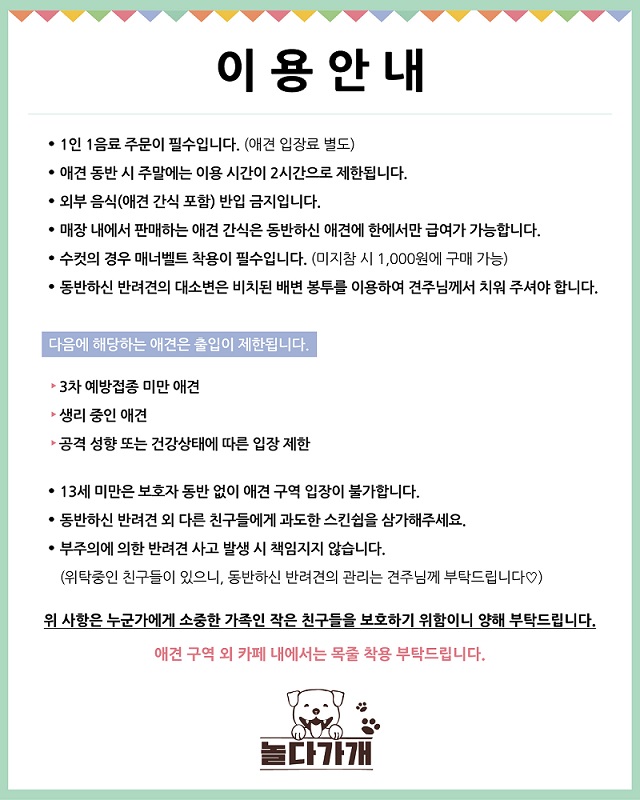 이용안내
• 1인 1음료 주문이 필수입니다. (애견 입장료 별도)
• 애견 동반 시 주말에는 이용 시간이 2시간으로 제한됩니다.
• 외부 음식(애견 간식 포함) 반입 금지입니다.
• 매장 내에서 판매하는 애견 간식은 동반하신 애견에 한에서만 급여가 가능합니다.
• 수컷의 경우 매너벨트 착용이 필수입니다. (미지참 시 1,000원에 구매 가능)
• 동반하신 반려견의 대소변은 비치된 배변 봉투를 이용하여 견주님께서 치워 주셔야 합니다.
다음에 해당하는 애견은 출입이 제한됩니다.
▸3차 예방접종 미만 애견
▸생리 중인 애견
▸공격 성향 또는 건강상태에 따른 입장 제한
• 13세 미만은 보호자 동반 없이 애견 구역 입장이 불가합니다.
• 동반하신 반려견 외 다른 친구들에게 과도한 스킨쉽을 삼가해주세요.
• 부주의에 의한 반려견 사고 발생 시 책임지지 않습니다.
(위탁중인 친구들이 있으니, 동반하신 반려견의 관리는 견주님께 부탁드립니다♡)
위 사항은 누군가에게 소중한 가족인 작은 친구들을 보호하기 위함이니 양해 부탁드립니다.
애견 구역 외 카페 내에서는 목줄 착용 부탁드립니다.
놀다가개